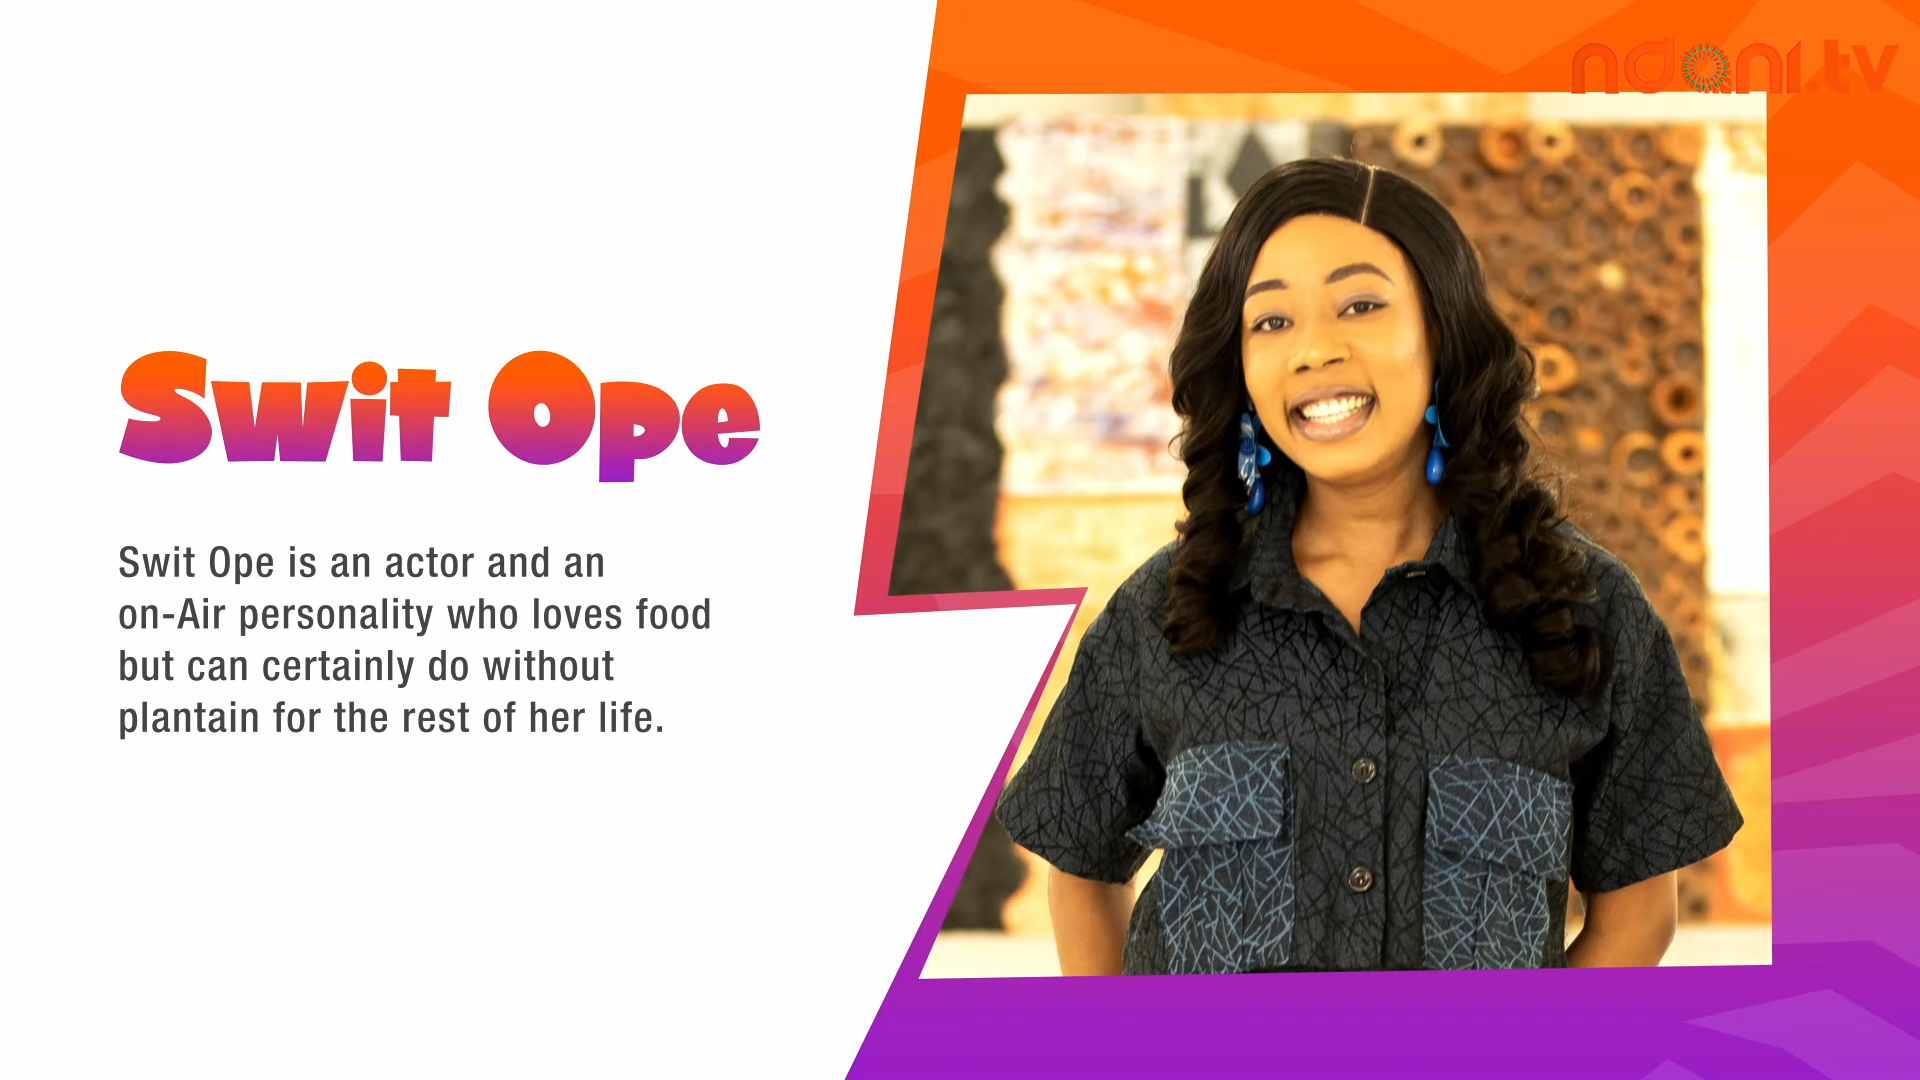 ndani.tv
Swit Ope
Swit Ope is an actor and an
on-Air personality who loves food
but can certainly do without
plantain for the rest of her life.